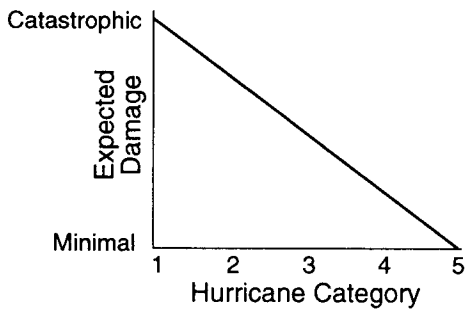 Catastrophic
Expected
Damage
Minimal
1 2 3 4 5
Hurricane Category